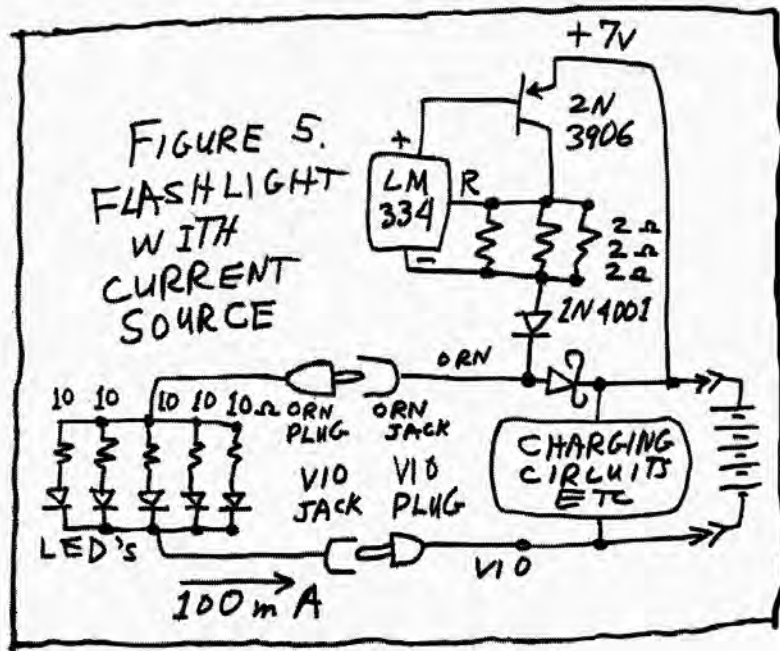 FIGURE 5.
FLASHLIGHT
WITH
CURRENT
SOURCE
+7V
2N
3906
+
LM
334
R
-
2Ω
2Ω
2Ω
1N4001
ORN
10 10 10 10 10Ω
ORN
PLUG
ORN
JACK
VIO
JACK
VIO
PLUG
CHARGING
CIRCUITS
ETC
LED's
VIO
100mA